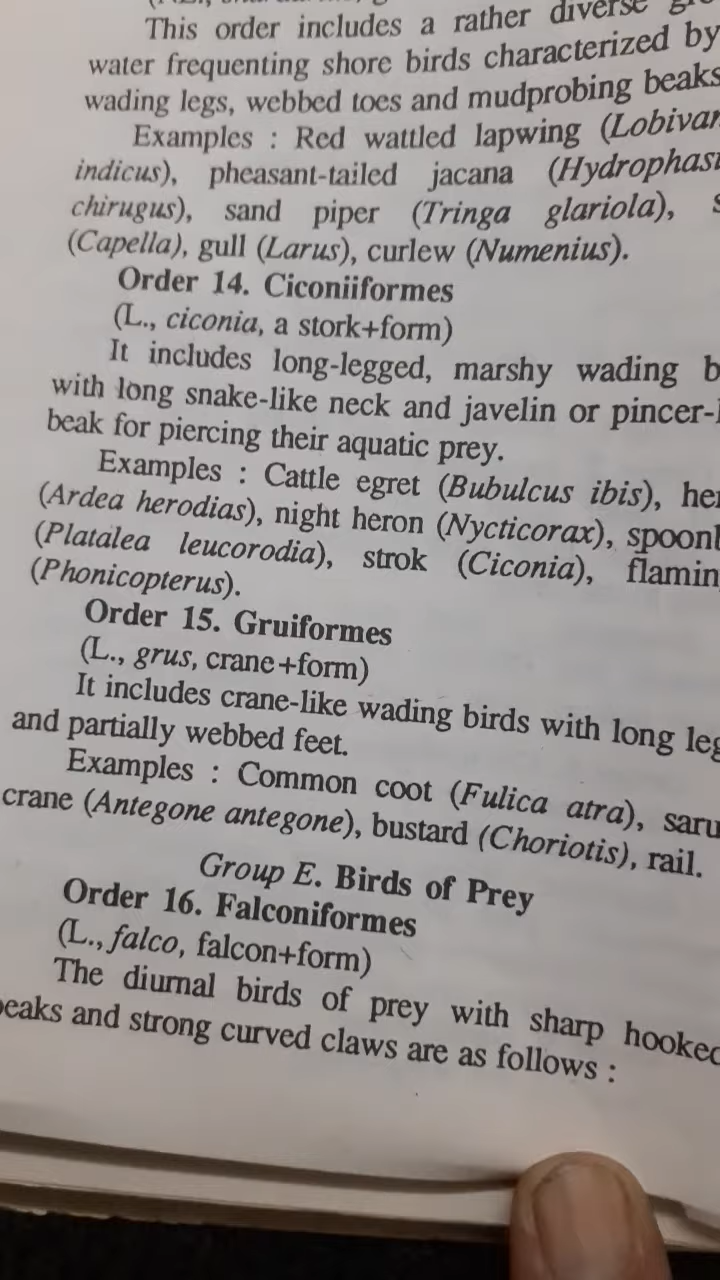 This order includes a rather diverse
water frequenting shore birds characterized by
wading legs, webbed toes and mudprobing beaks
Examples : Red wattled lapwing (Lobivan
indicus), pheasant-tailed jacana (Hydrophasi
chirugus), sand piper (Tringa glariola), s
(Capella), gull (Larus), curlew (Numenius).
Order 14. Ciconiiformes
(L., ciconia, a stork+form)
It includes long-legged, marshy wading b
with long snake-like neck and javelin or pincer-l
beak for piercing their aquatic prey.
Examples : Cattle egret (Bubulcus ibis), her
(Ardea herodias), night heron (Nycticorax), spoonb
(Platalea leucorodia), strok (Ciconia), flamin
(Phonicopterus).
Order 15. Gruiformes
(L., grus, crane+form)
It includes crane-like wading birds with long leg
and partially webbed feet.
Examples : Common coot (Fulica atra), saru
crane (Antegone antegone), bustard (Choriotis), rail.
Group E. Birds of Prey
Order 16. Falconiformes
(L., falco, falcon+form)
The diurnal birds of prey with sharp hooked
beaks and strong curved claws are as follows :